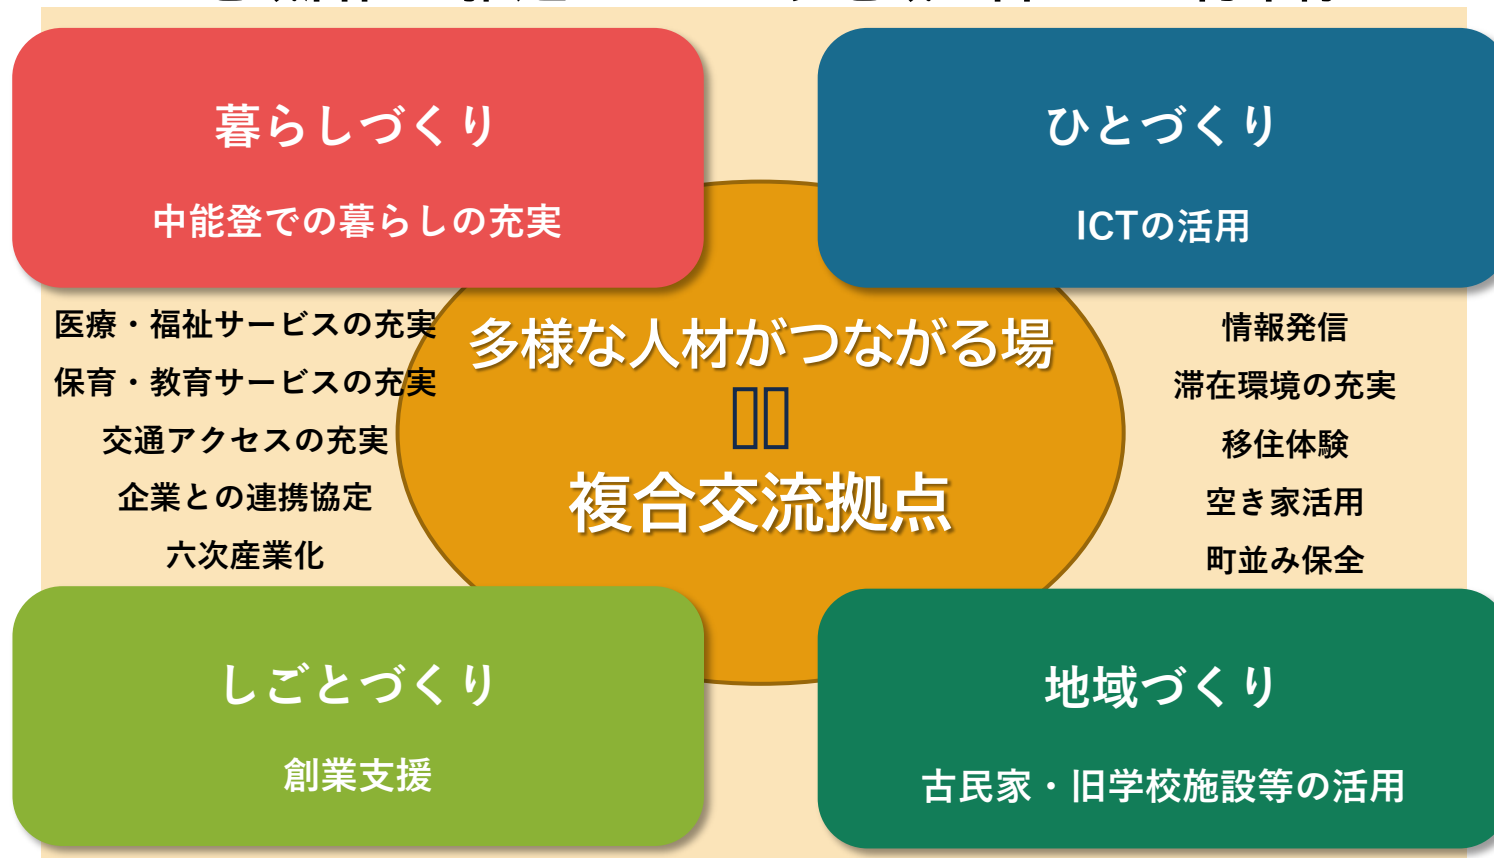 暮らしづくり
中能登での暮らしの充実
ひとづくり
ICTの活用
医療・福祉サービスの充実
保育・教育サービスの充実
交通アクセスの充実
企業との連携協定
六次産業化
多様な人材がつながる場
複合交流拠点
情報発信
滞在環境の充実
移住体験
空き家活用
町並み保全
しごとづくり
創業支援
地域づくり
古民家・旧学校施設等の活用